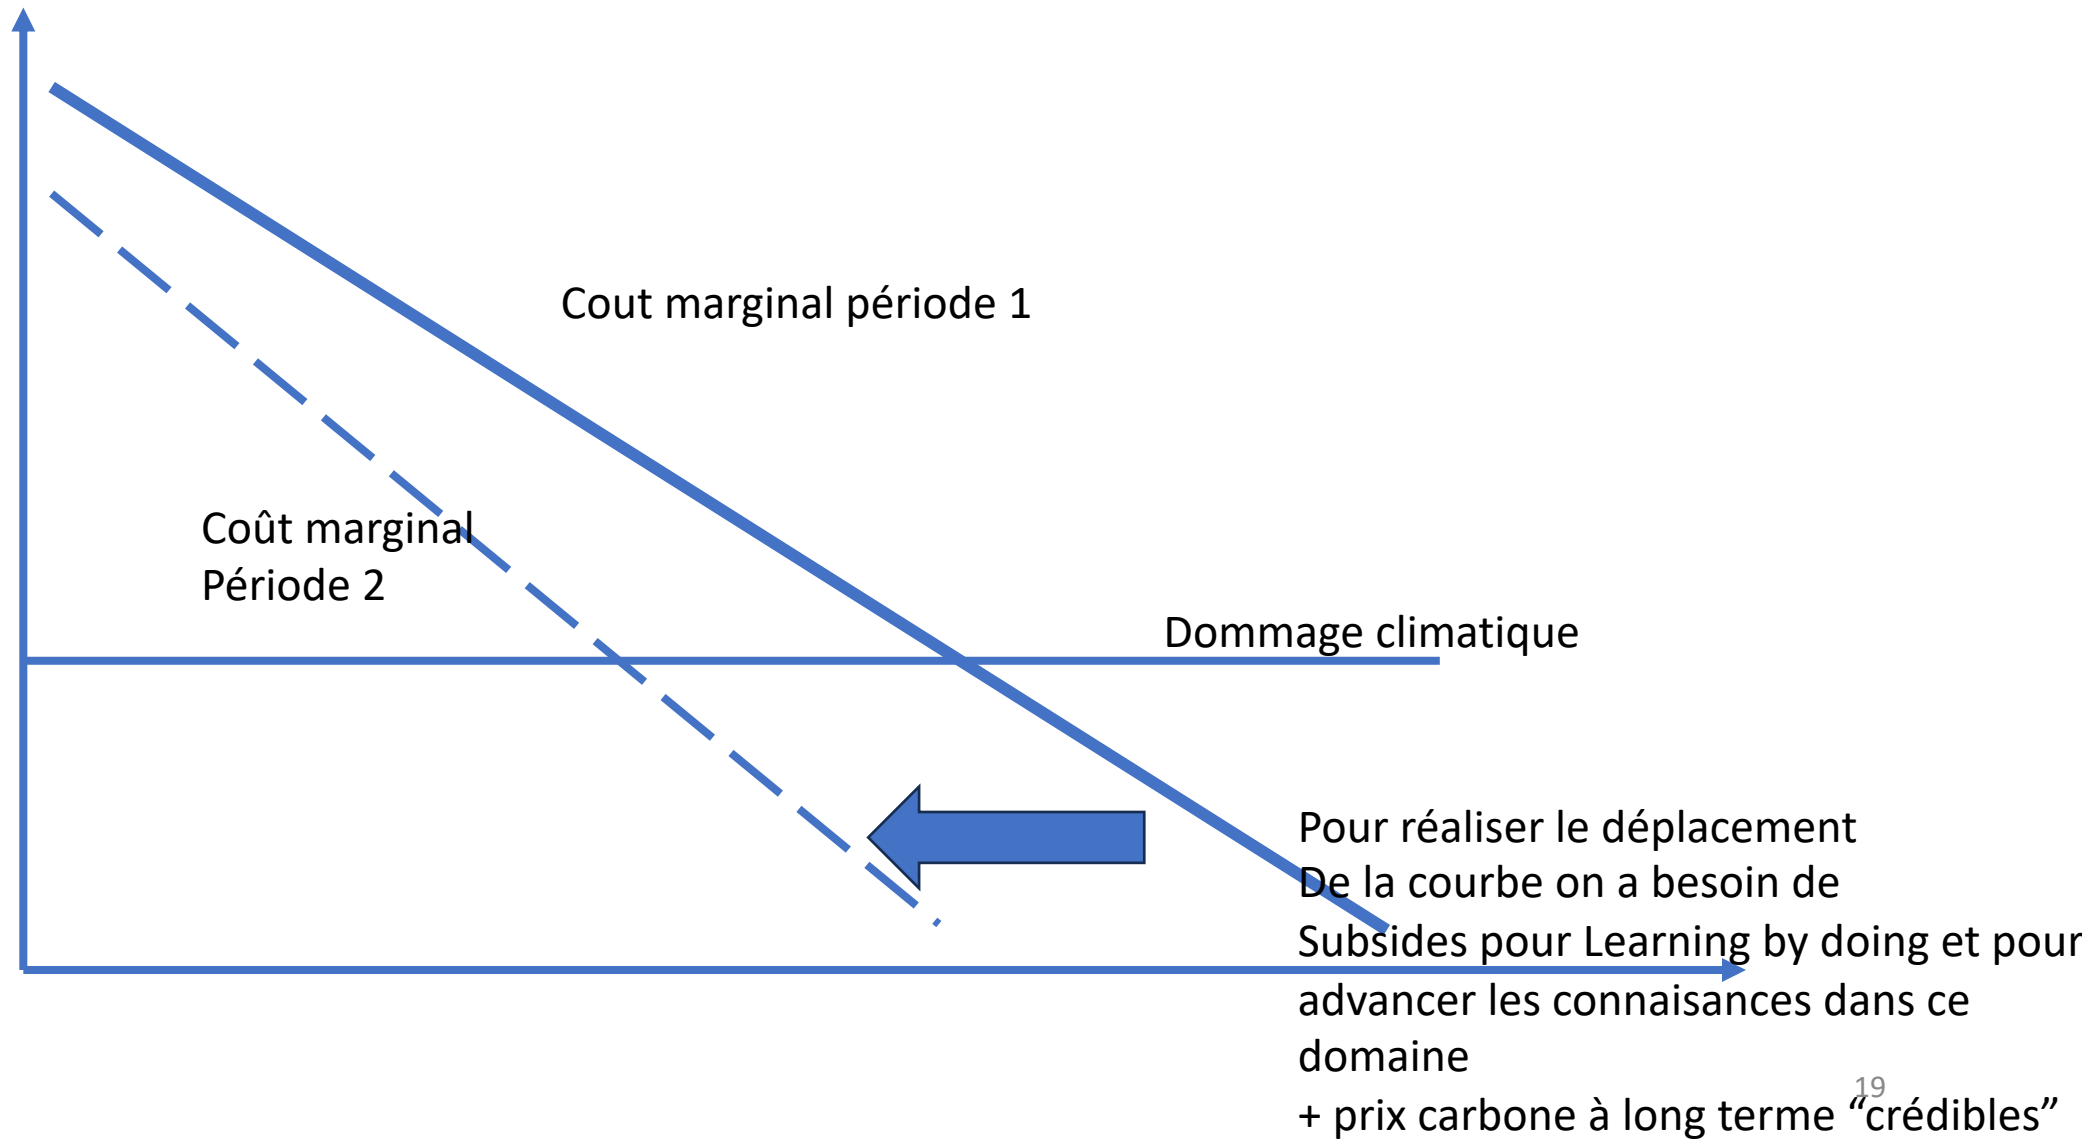 Cout marginal période 1
Coût marginal
Période 2
Dommage climatique
Pour réaliser le déplacement
De la courbe on a besoin de
Subsides pour Learning by doing et pour
advancer les connaisances dans ce
domaine
+ prix carbone à long terme “crédibles”
19